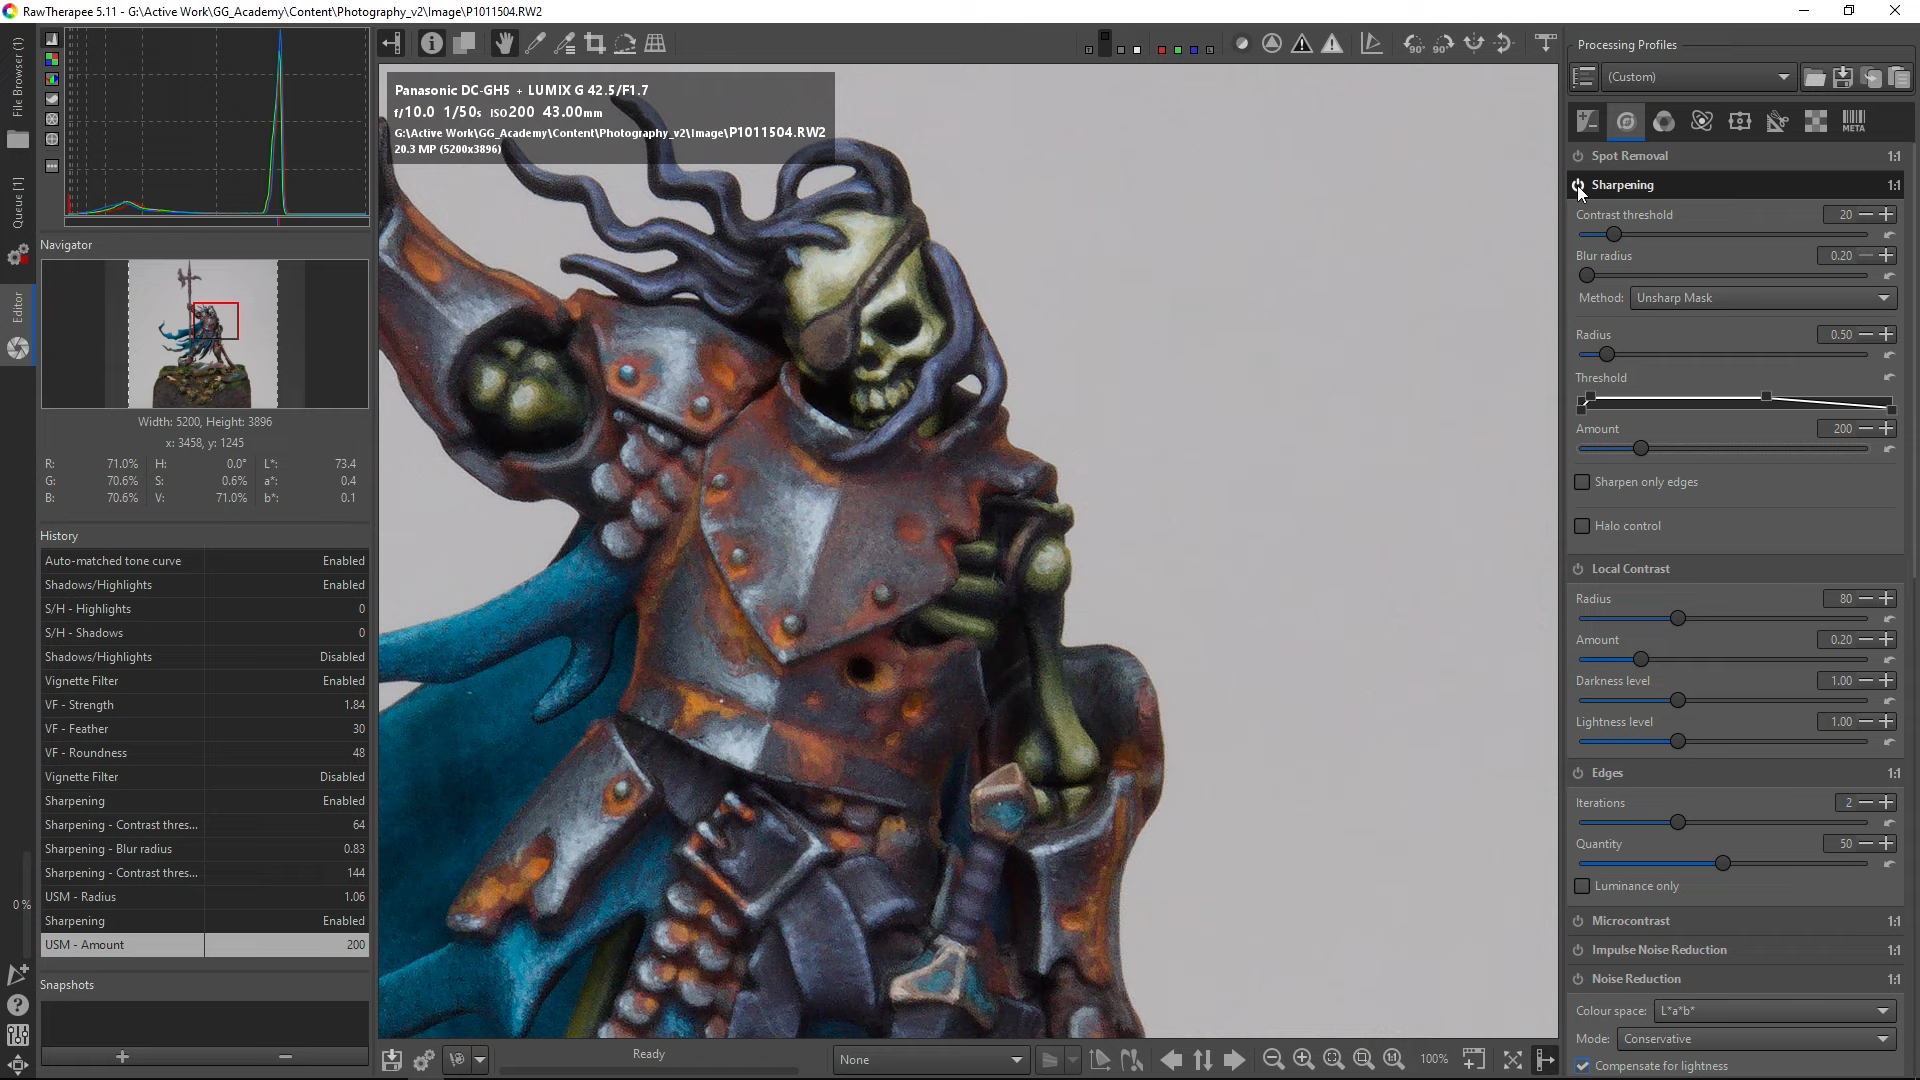 RawTherapee 5.11 - G:\Active Work\GG_Academy\Content\Photography_v2\Image\P1011504.RW2
File Browser (1)
Queue [1]
Editor
0 %
Navigator
Width: 5200, Height: 3896
x: 3458, y: 1245
R: 71.0% H: 0.0° L*: 73.4
G: 70.6% S: 0.6% a*: 0.4
B: 70.6% V: 71.0% b*: 0.1
History
Auto-matched tone curve Enabled
Shadows/Highlights Enabled
S/H - Highlights 0
S/H - Shadows 0
Shadows/Highlights Disabled
Vignette Filter Enabled
VF - Strength 1.84
VF - Feather 30
VF - Roundness 48
Vignette Filter Disabled
Sharpening Enabled
Sharpening - Contrast thres... 64
Sharpening - Blur radius 0.83
Sharpening - Contrast thres... 144
USM - Radius 1.06
Sharpening Enabled
USM - Amount 200
Snapshots
Panasonic DC-GH5 + LUMIX G 42.5/F1.7
f/10.0 1/50s ISO200 43.00mm
G:\Active Work\GG_Academy\Content\Photography_v2\Image\P1011504.RW2
20.3 MP (5200x3896)
Ready
None
100%
Processing Profiles
(Custom)
META
Spot Removal 1:1
Sharpening 1:1
Contrast threshold 20
Blur radius 0.20
Method: Unsharp Mask
Radius 0.50
Threshold
Amount 200
Sharpen only edges
Halo control
Local Contrast
Radius 80
Amount 0.20
Darkness level 1.00
Lightness level 1.00
Edges 1:1
Iterations 2
Quantity 50
Luminance only
Microcontrast 1:1
Impulse Noise Reduction 1:1
Noise Reduction 1:1
Colour space: L*a*b*
Mode: Conservative
Compensate for lightness